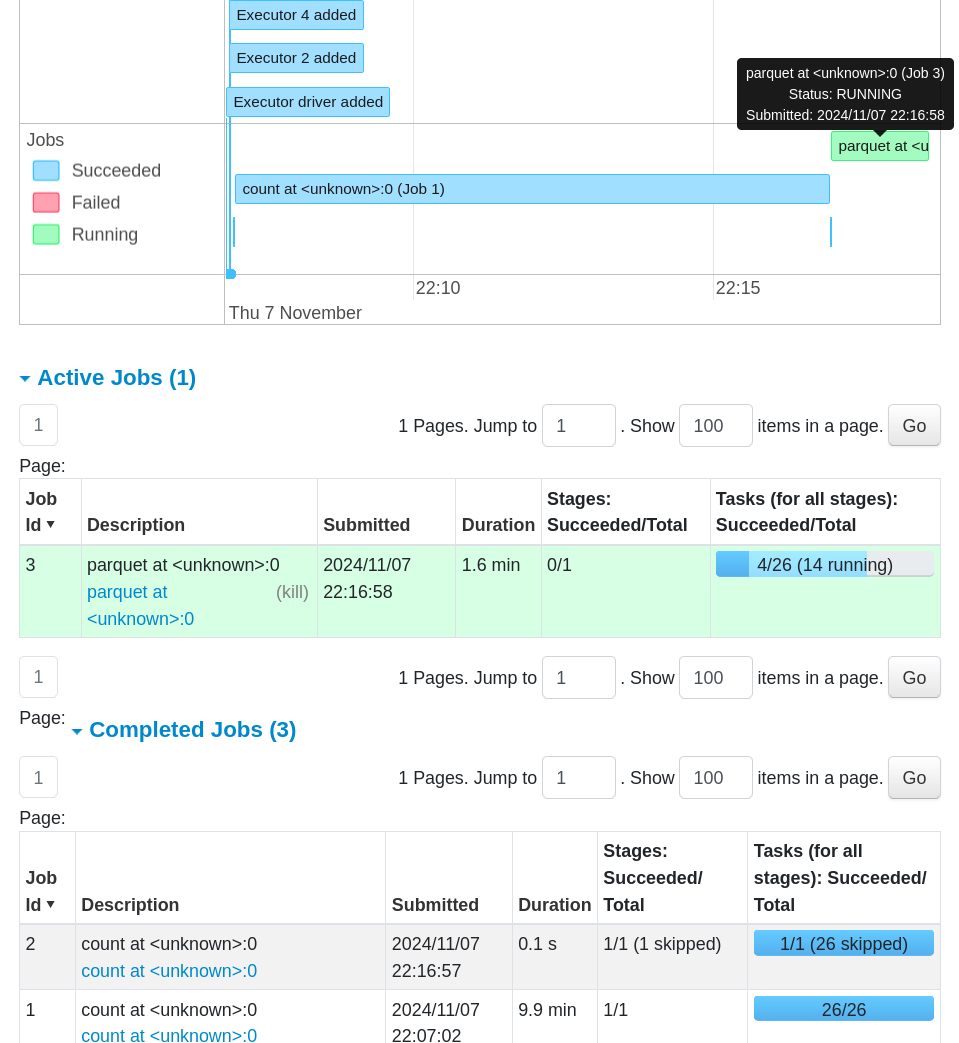 Executor 4 added
Executor 2 added
Executor driver added
parquet at <unknown>:0 (Job 3)
Status: RUNNING
Submitted: 2024/11/07 22:16:58
Jobs
Succeeded
Failed
Running
parquet at <u
count at <unknown>:0 (Job 1)
22:10
22:15
Thu 7 November
Active Jobs (1)
1
1 Pages. Jump to 1 . Show 100 items in a page. Go
Page:
Job Id ▾ Description Submitted Duration Stages: Succeeded/Total Tasks (for all stages): Succeeded/Total
3 parquet at <unknown>:0 2024/11/07 1.6 min 0/1 4/26 (14 running)
parquet at (kill) 22:16:58
<unknown>:0
1
1 Pages. Jump to 1 . Show 100 items in a page. Go
Page:
Completed Jobs (3)
1
1 Pages. Jump to 1 . Show 100 items in a page. Go
Page:
Job Id ▾ Description Submitted Duration Stages: Succeeded/ Total Tasks (for all stages): Succeeded/ Total
2 count at <unknown>:0 2024/11/07 0.1 s 1/1 (1 skipped) 1/1 (26 skipped)
count at <unknown>:0 22:16:57
1 count at <unknown>:0 2024/11/07 9.9 min 1/1 26/26
count at <unknown>:0 22:07:02